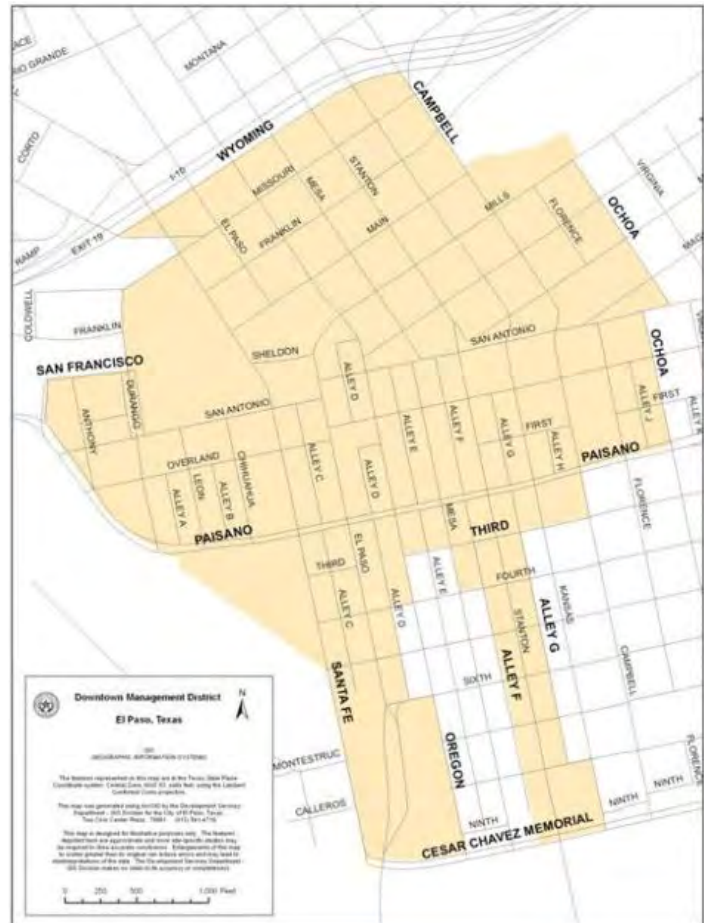 RIO GRANDE
MONTANA
CORTO
WYOMING
CAMPBELL
I-10
MISSOURI
MESA
STANTON
EL PASO
FRANKLIN
MAIN
MILLS
FLORENCE
VIRGINIA
OCHOA
RAMP
EXIT 19
COLDWELL
FRANKLIN
SAN FRANCISCO
DURANGO
ANTHONY
SHELDON
SAN ANTONIO
SAN ANTONIO
OCHOA
ALLEY D
ALLEY E
ALLEY F
ALLEY G
FIRST
ALLEY H
ALLEY J
FIRST
OVERLAND
CHIHUAHUA
ALLEY A
LEON
ALLEY B
ALLEY C
ALLEY D
PAISANO
PAISANO
MESA
THIRD
FLORENCE
THIRD
EL PASO
ALLEY C
ALLEY D
ALLEY E
FOURTH
KANSAS
STANTON
ALLEY G
CAMPBELL
SANTA FE
SIXTH
ALLEY F
OREGON
MONTESTRUC
CALLEROS
NINTH
NINTH
NINTH
FLORENCE
CESAR CHAVEZ MEMORIAL
Downtown Management District
El Paso, Texas
N
0 250 500 1,000 Feet